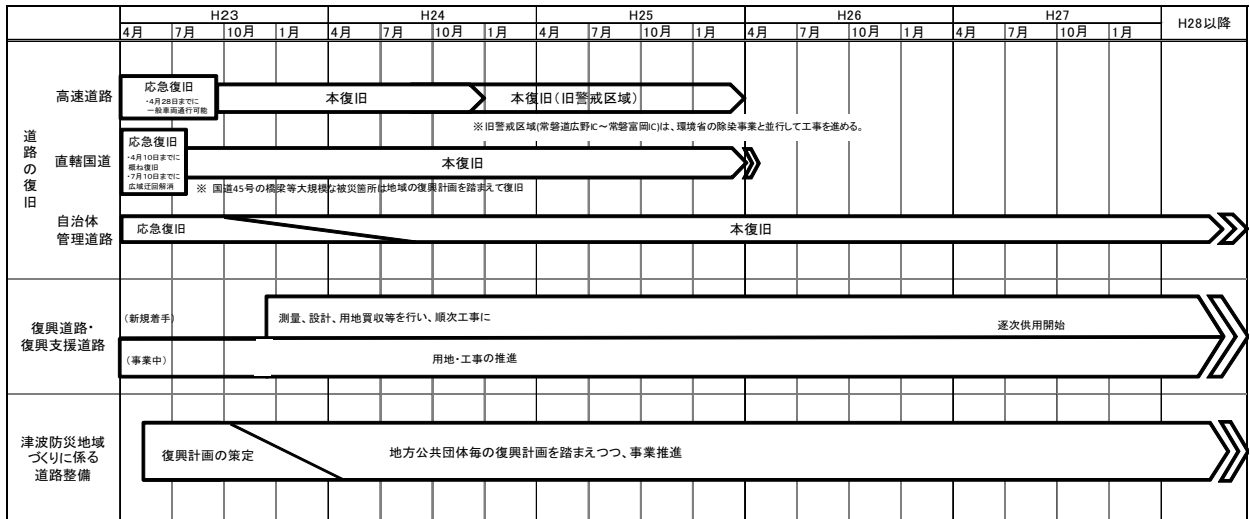 H23 H24 H25 H26 H27 H28以降
4月 7月 10月 1月 4月 7月 10月 1月 4月 7月 10月 1月 4月 7月 10月 1月 4月 7月 10月 1月
道路の復旧
高速道路
応急復旧
・4月28日までに
一般車両通行可能
本復旧
本復旧(旧警戒区域)
※旧警戒区域(常磐道広野IC～常磐富岡IC)は、環境省の除染事業と並行して工事を進める。
直轄国道
応急復旧
・4月10日までに
概ね復旧
・7月10日までに
広域迂回解消
本復旧
※ 国道45号の橋梁等大規模な被災箇所は地域の復興計画を踏まえて復旧
自治体
管理道路
応急復旧
本復旧
復興道路・
復興支援道路
(新規着手)
測量、設計、用地買収等を行い、順次工事に
逐次供用開始
(事業中)
用地・工事の推進
津波防災地域
づくりに係る
道路整備
復興計画の策定
地方公共団体毎の復興計画を踏まえつつ、事業推進